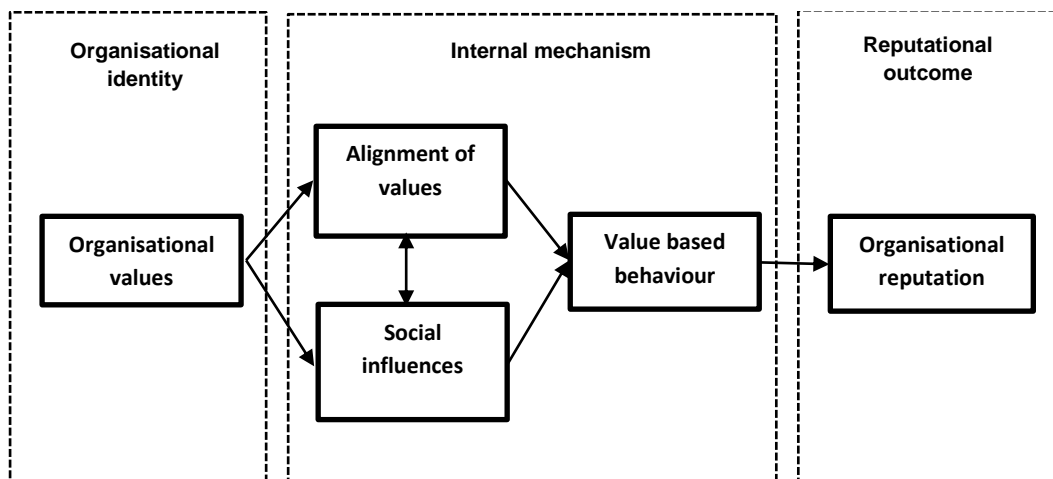 Organisational
identity
Internal mechanism
Reputational
outcome
Alignment of
values
Organisational
values
Value based
behaviour
Organisational
reputation
Social
influences